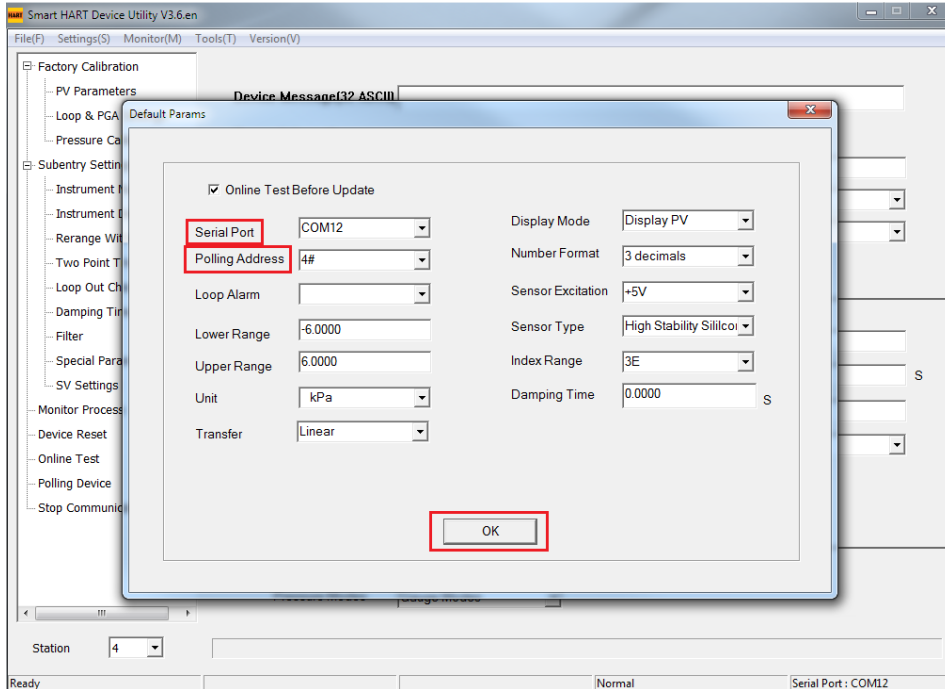 HART Smart HART Device Utility V3.6.en
File(F) Settings(S) Monitor(M) Tools(T) Version(V)
Factory Calibration
PV Parameters
Loop & PGA
Pressure Ca
Subentry Settin
Instrument
Instrument
Rerange Wit
Two Point T
Loop Out Ch
Damping Tin
Filter
Special Para
SV Settings
Monitor Process
Device Reset
Online Test
Polling Device
Stop Communic
Device Message(32 ASCII)
Default Params
Online Test Before Update
Serial Port COM12
Polling Address 4#
Loop Alarm
Lower Range -6.0000
Upper Range 6.0000
Unit kPa
Transfer Linear
Display Mode Display PV
Number Format 3 decimals
Sensor Excitation +5V
Sensor Type High Stability Sililcor
Index Range 3E
Damping Time 0.0000 S
OK
S
Station 4
Ready Normal Serial Port : COM12